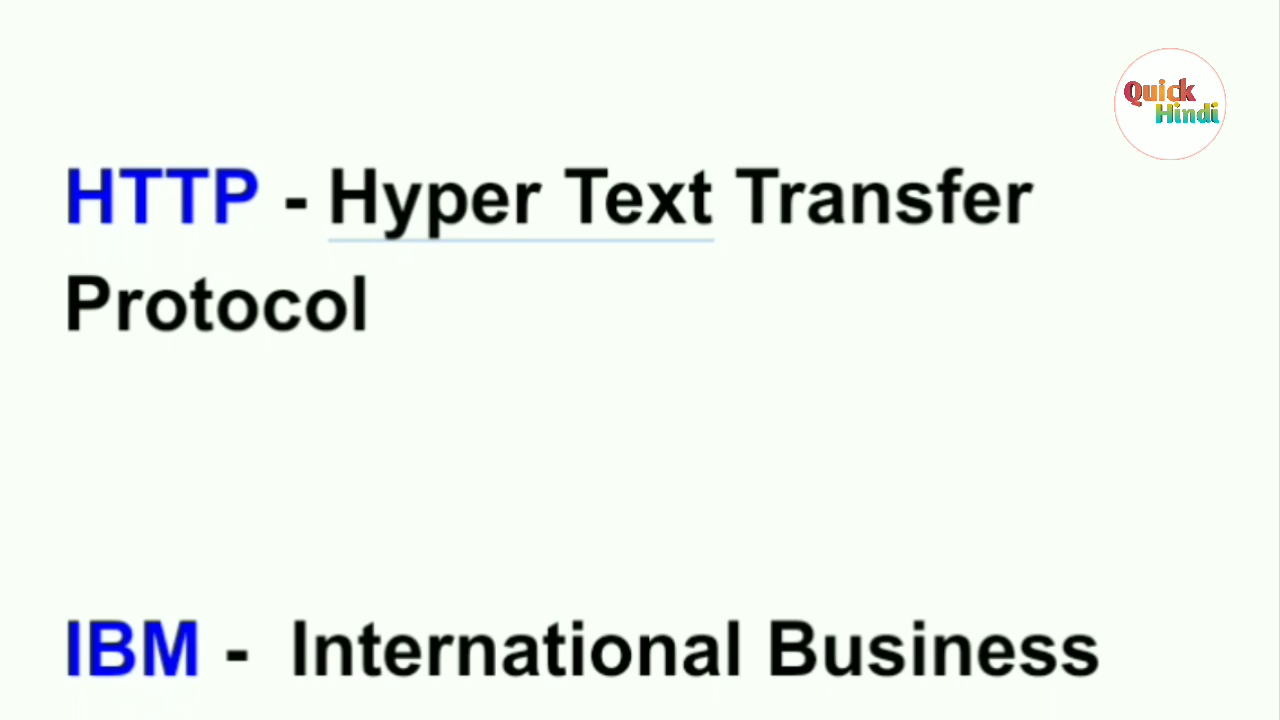 Quick
Hindi
HTTP - Hyper Text Transfer
Protocol
IBM - International Business